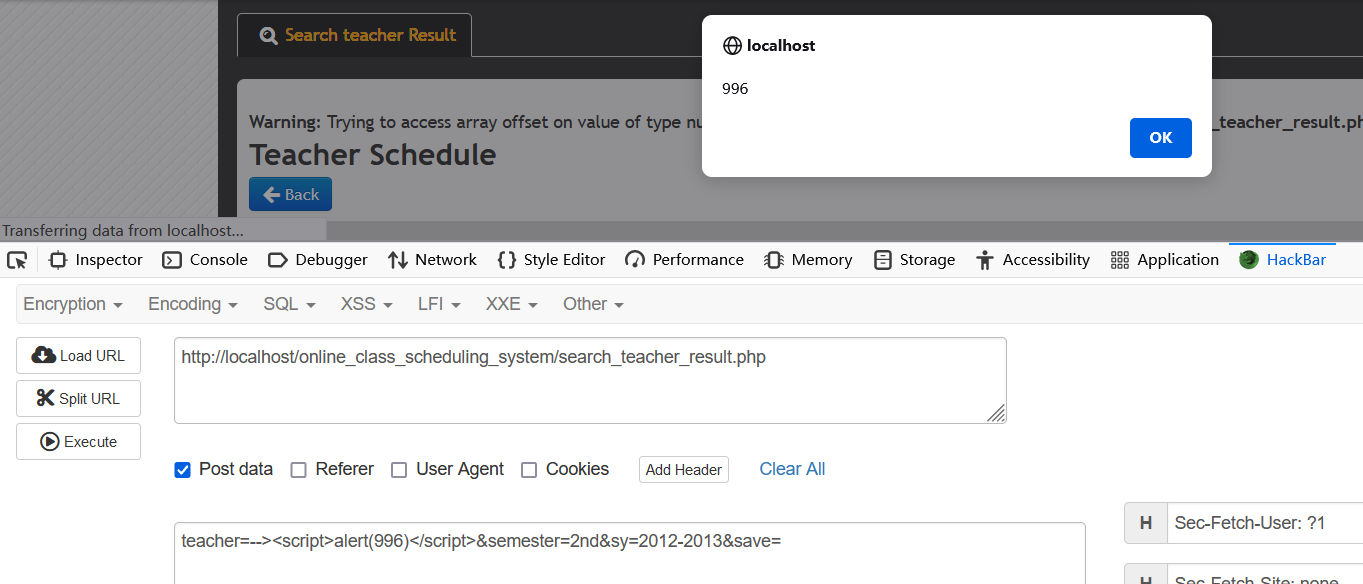 Search teacher Result
localhost
996
OK
Warning: Trying to access array offset on value of type nu
_teacher_result.ph
Teacher Schedule
Back
Transferring data from localhost...
Inspector Console Debugger Network Style Editor Performance Memory Storage Accessibility Application HackBar
Encryption Encoding SQL XSS LFI XXE Other
Load URL
http://localhost/online_class_scheduling_system/search_teacher_result.php
Split URL
Execute
Post data Referer User Agent Cookies Add Header Clear All
H Sec-Fetch-User: ?1
teacher=--><script>alert(996)</script>&semester=2nd&sy=2012-2013&save=
H Sec-Fetch-Site: none